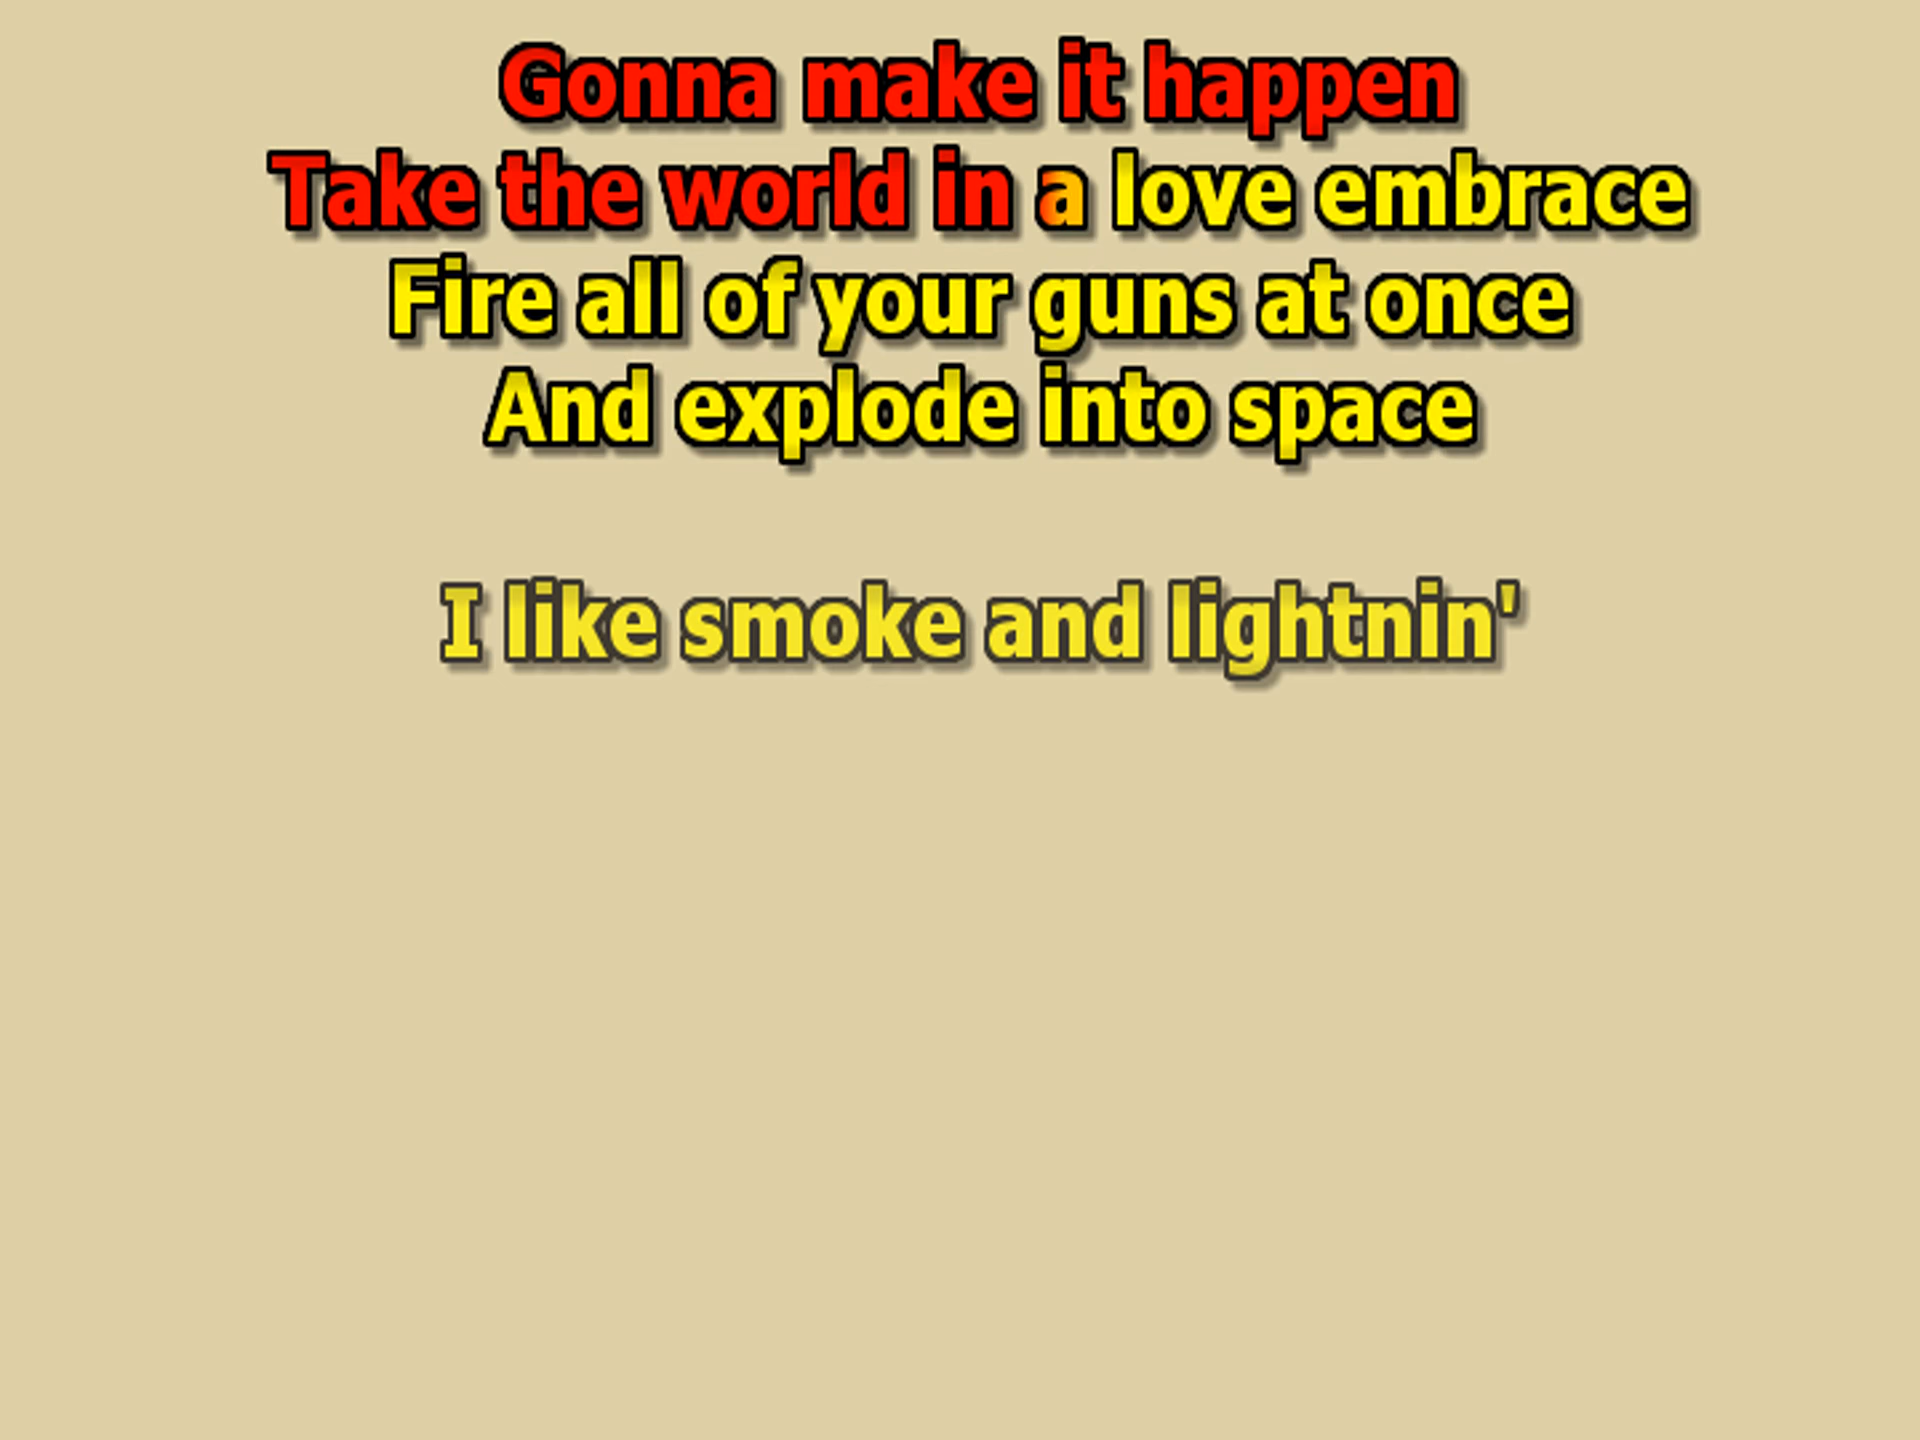 Gonna make it happen
Take the world in a love embrace
Fire all of your guns at once
And explode into space
I like smoke and lightnin'